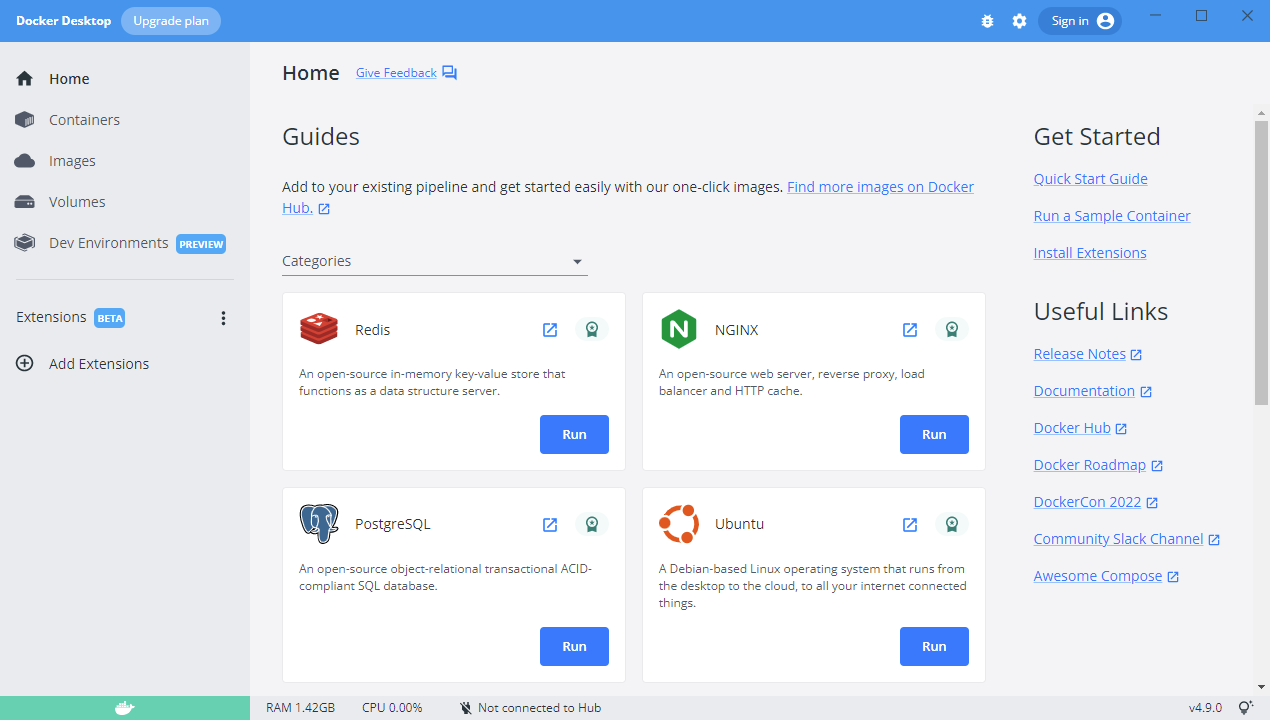 Docker Desktop Upgrade plan Sign in
Home
Containers
Images
Volumes
Dev Environments PREVIEW
Extensions BETA
Add Extensions
Home Give Feedback
Guides
Add to your existing pipeline and get started easily with our one-click images. Find more images on Docker
Hub.
Categories
Redis
An open-source in-memory key-value store that
functions as a data structure server.
Run
NGINX
An open-source web server, reverse proxy, load
balancer and HTTP cache.
Run
PostgreSQL
An open-source object-relational transactional ACID-
compliant SQL database.
Run
Ubuntu
A Debian-based Linux operating system that runs from
the desktop to the cloud, to all your internet connected
things.
Run
Get Started
Quick Start Guide
Run a Sample Container
Install Extensions
Useful Links
Release Notes
Documentation
Docker Hub
Docker Roadmap
DockerCon 2022
Community Slack Channel
Awesome Compose
RAM 1.42GB CPU 0.00% Not connected to Hub v4.9.0